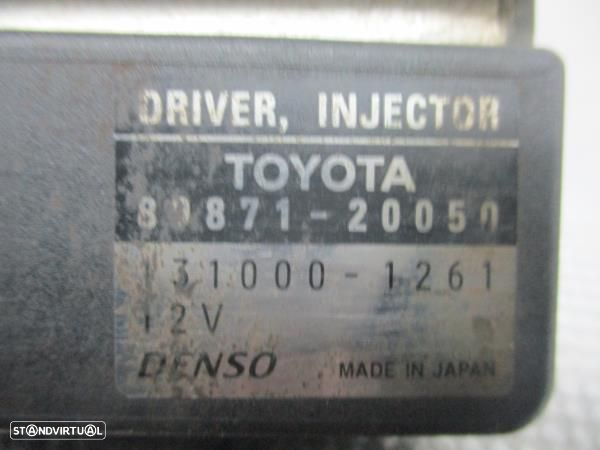 DRIVER, INJECTOR
TOYOTA
89871-20050
131000-1261
12V
DENSO MADE IN JAPAN
STANDVIRTUAL